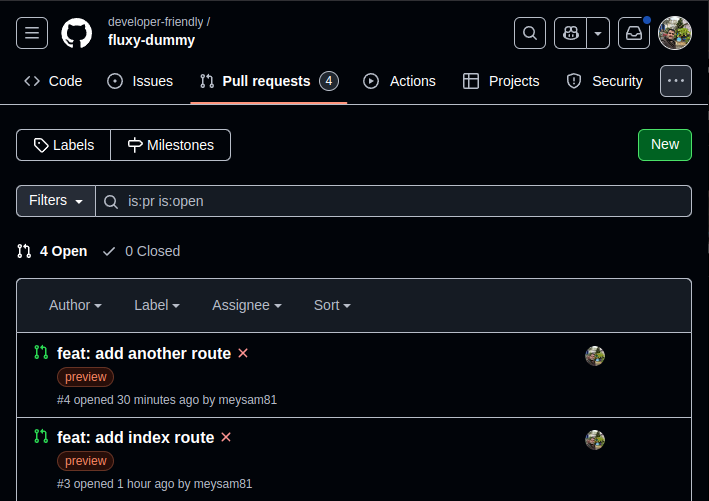 developer-friendly /
fluxy-dummy
Code Issues Pull requests 4 Actions Projects Security
Labels Milestones New
Filters is:pr is:open
4 Open 0 Closed
Author Label Assignee Sort
feat: add another route
preview
#4 opened 30 minutes ago by meysam81
feat: add index route
preview
#3 opened 1 hour ago by meysam81